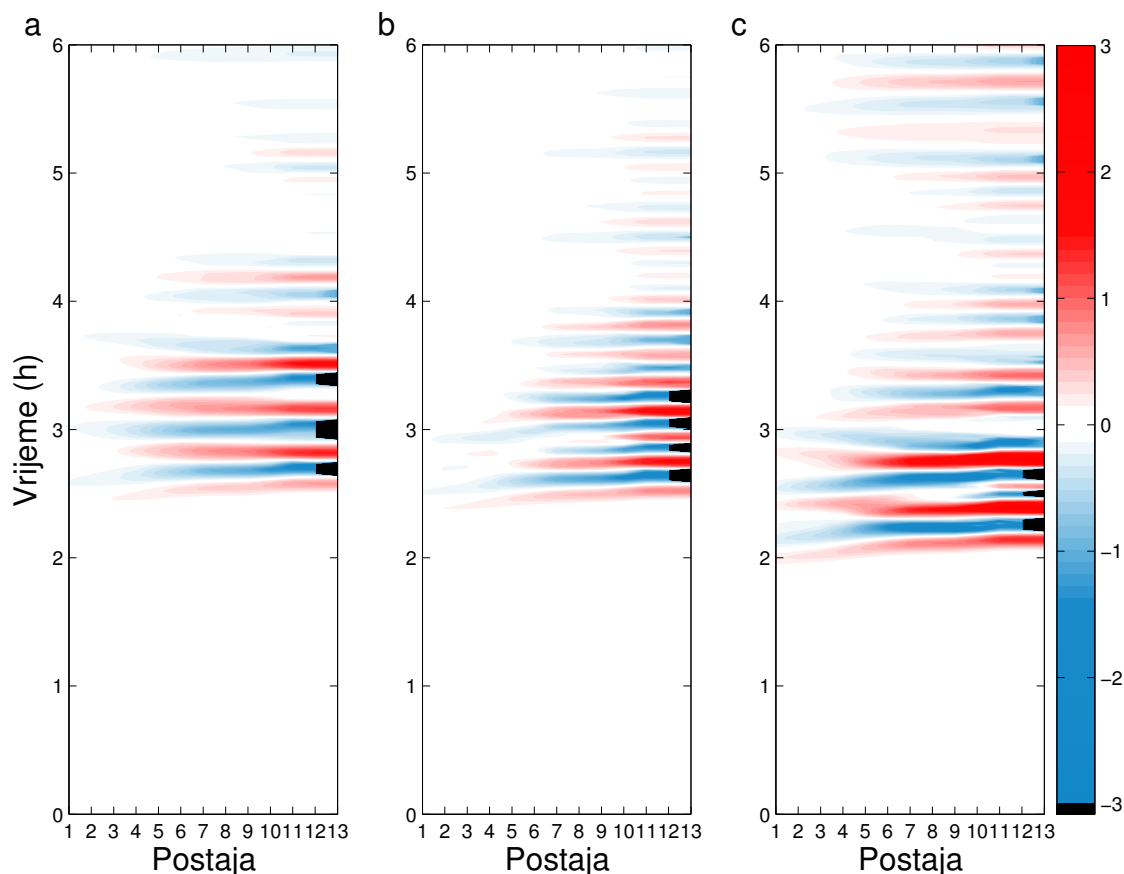 a b c
6 6 6 3
5 5 5 2
4 4 4 1
3 3 3 0
2 2 2 −1
1 1 1 −2
0 0 0 −3
Vrijeme (h)
1 2 3 4 5 6 7 8 9 10 11 12 13 1 2 3 4 5 6 7 8 9 10 11 12 13 1 2 3 4 5 6 7 8 9 10 11 12 13
Postaja Postaja Postaja